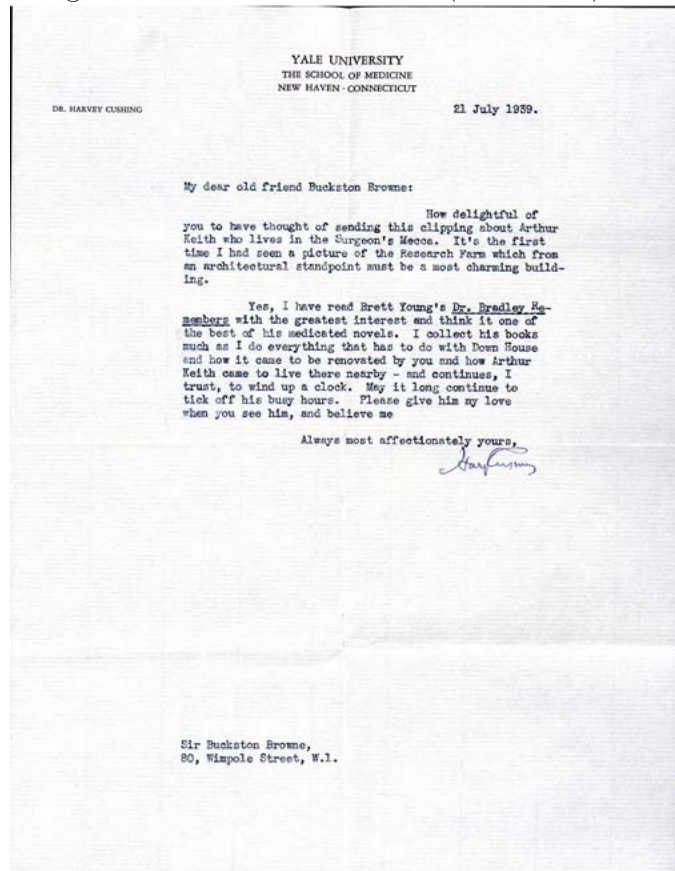 YALE UNIVERSITY
THE SCHOOL OF MEDICINE
NEW HAVEN · CONNECTICUT
DR. HARVEY CUSHING
21 July 1939.
My dear old friend Buckston Browne:
How delightful of
you to have thought of sending this clipping about Arthur
Keith who lives in the Surgeon's Mecca. It's the first
time I had seen a picture of the Research Farm which from
an architectural standpoint must be a most charming build-
ing.
Yes, I have read Brett Young's Dr. Bradley Re-
members with the greatest interest and think it one of
the best of his medicated novels. I collect his books
much as I do everything that has to do with Down House
and how it came to be renovated by you and how Arthur
Keith came to live there nearby - and continues, I
trust, to wind up a clock. May it long continue to
tick off his busy hours. Please give him my love
when you see him, and believe me
Always most affectionately yours,
Harvey Cushing
Sir Buckston Browne,
80, Wimpole Street, W.1.